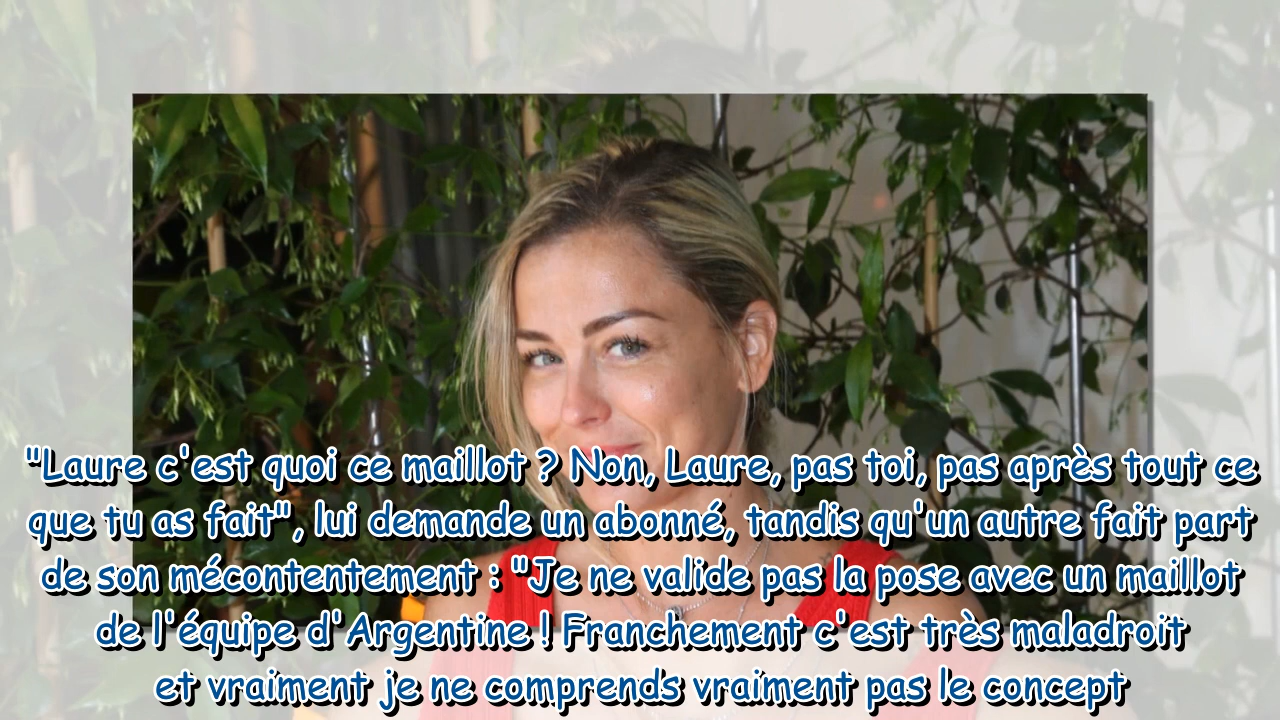 "Laure c'est quoi ce maillot ? Non, Laure, pas toi, pas après tout ce
que tu as fait", lui demande un abonné, tandis qu'un autre fait part
de son mécontentement : "Je ne valide pas la pose avec un maillot
de l'équipe d'Argentine ! Franchement c'est très maladroit
et vraiment je ne comprends vraiment pas le concept